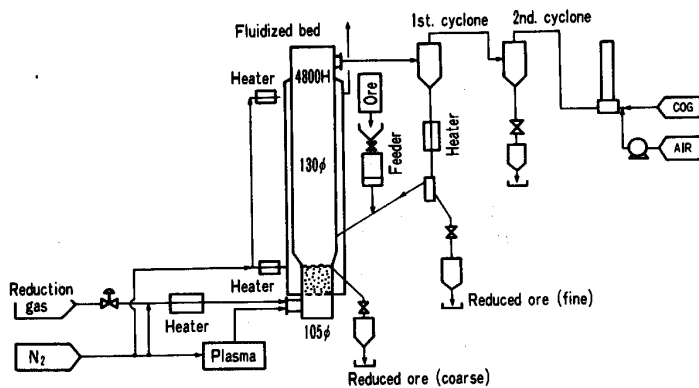 1st. cyclone
2nd. cyclone
Fluidized bed
4800H
Heater
Ore
COG
Heater
130φ
Feeder
AIR
Heater
Reduction
gas
Heater
Reduced ore (fine)
105φ
N2
Plasma
Reduced ore (coarse)